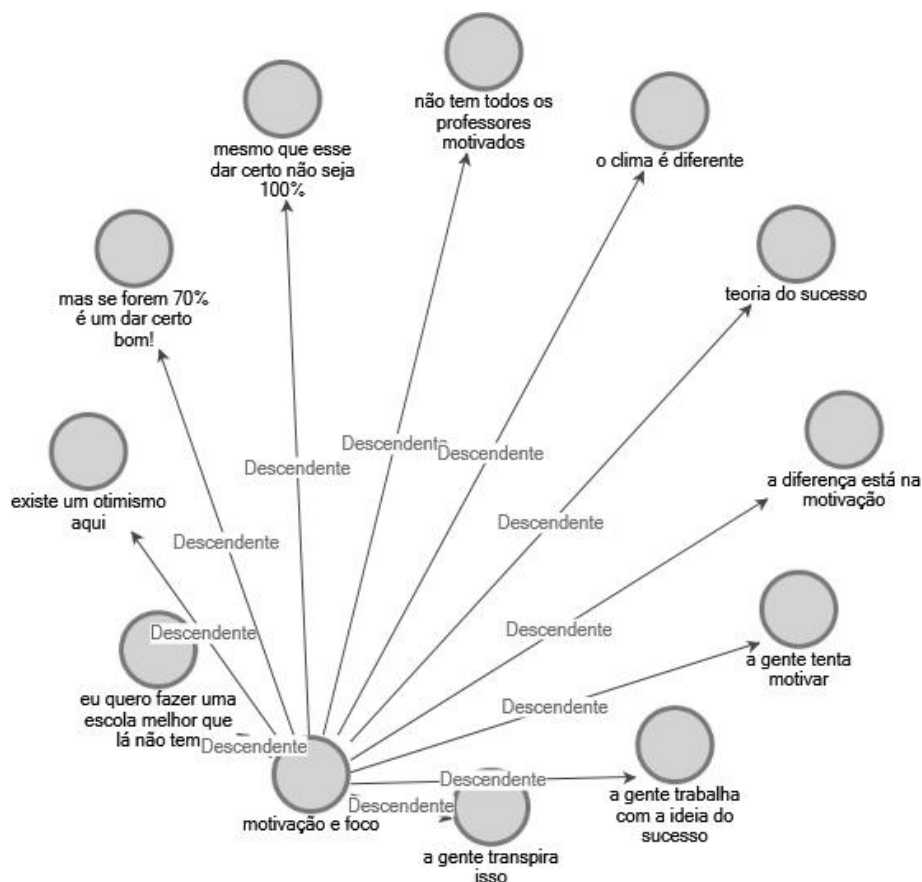 não tem todos os
professores
motivados
mesmo que esse
dar certo não seja
100%
o clima é diferente
mas se forem 70%
é um dar certo
bom!
teoria do sucesso
Descendente
Descendente
Descendente
a diferença está na
motivação
existe um otimismo
aqui
Descendente
Descendente
Descendente
Descendente
a gente tenta
motivar
eu quero fazer uma
escola melhor que
lá não tem
Descendente
Descendente
Descendente
Descendente
motivação e foco
a gente trabalha
com a ideia do
sucesso
a gente transpira
isso